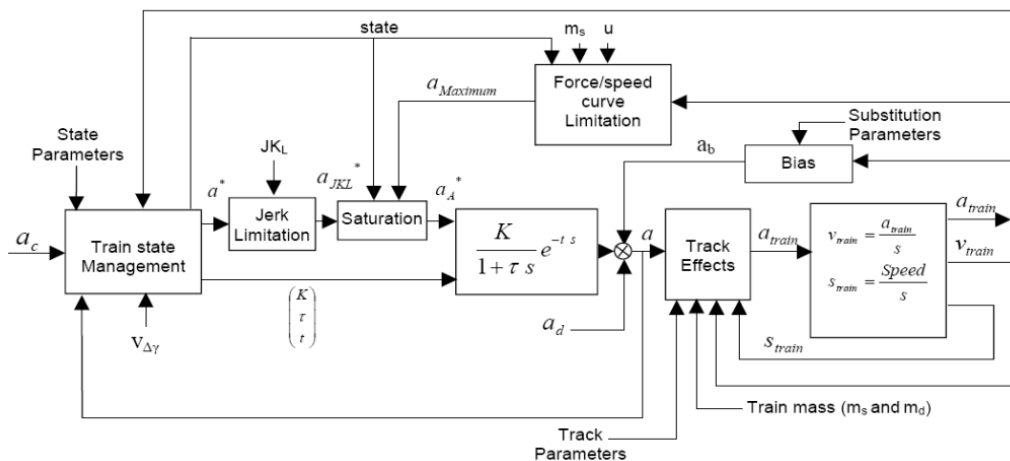 state
m_s
u
a_Maximum
Force/speed
curve
Limitation
Substitution
Parameters
State
Parameters
JK_L
a_b
Bias
a^*
a_JKL^*
a_A^*
a_c
Train state
Management
Jerk
Limitation
Saturation
K / (1 + τ s) e^{-t s}
a
Track
Effects
a_train
v_train = a_train / s
s_train = Speed / s
a_train
v_train
(K
τ
t)
a_d
s_train
v_Δγ
Train mass (m_s and m_d)
Track
Parameters